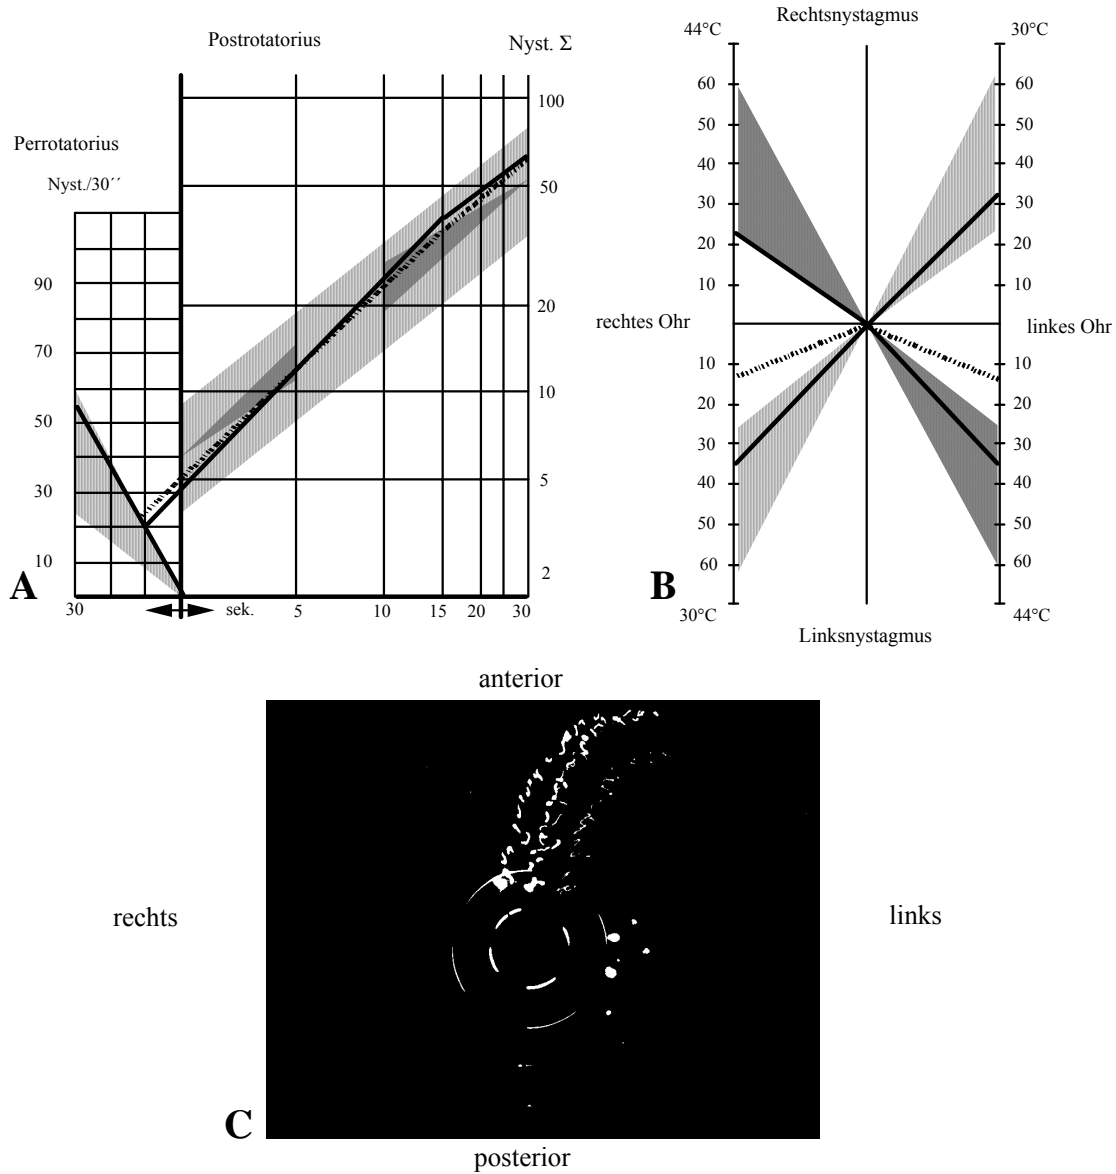 Postrotatorius
Nyst. Σ
Perrotatorius
Nyst./30´´
100
50
20
10
5
2
90
70
50
30
10
A
30
sek.
5
10
15
20
30
Rechtsnystagmus
44°C
30°C
60
60
50
50
40
40
30
30
20
20
10
10
rechtes Ohr
linkes Ohr
10
10
20
20
30
30
40
40
50
50
60
60
B
30°C
44°C
Linksnystagmus
anterior
rechts
links
C
posterior